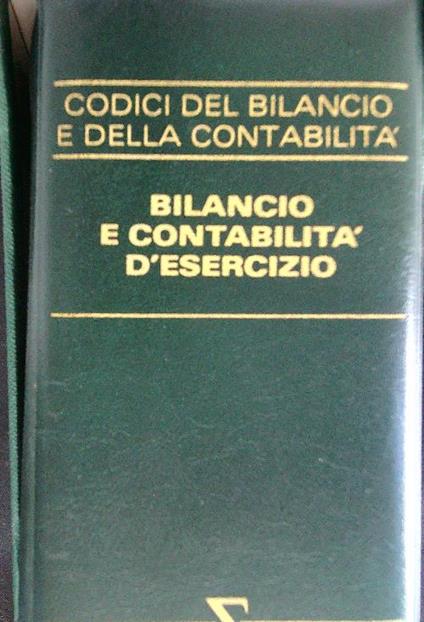 CODICI DEL BILANCIO
E DELLA CONTABILITA'
BILANCIO
E CONTABILITA'
D'ESERCIZIO